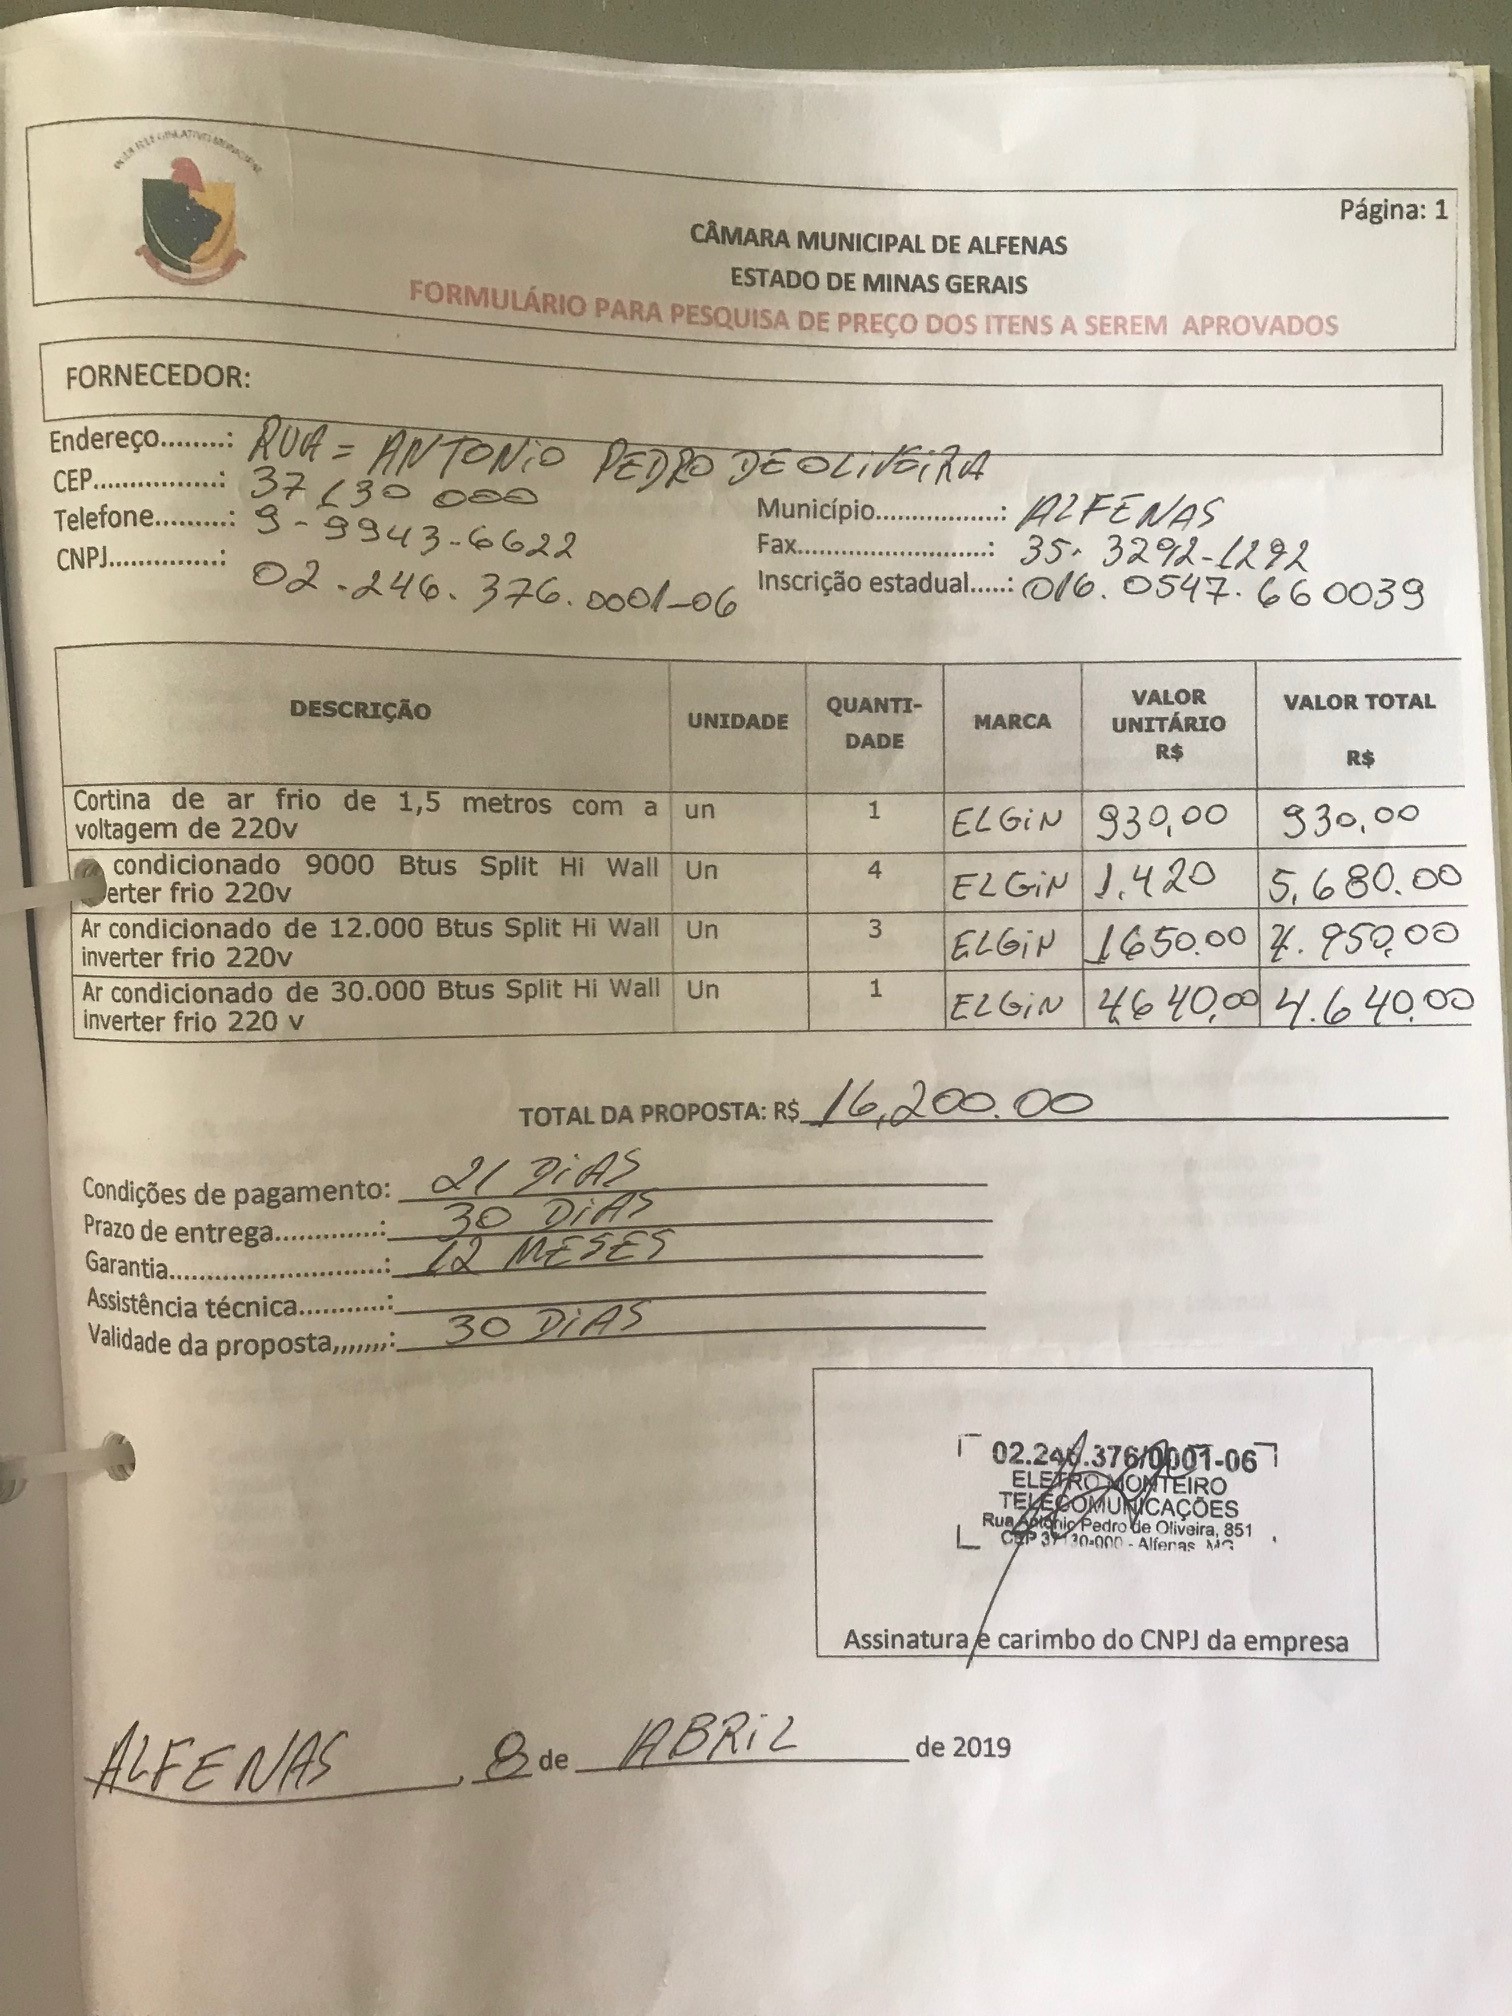 Página: 1
CÂMARA MUNICIPAL DE ALFENAS
ESTADO DE MINAS GERAIS
FORMULÁRIO PARA PESQUISA DE PREÇO DOS ITENS A SEREM APROVADOS
FORNECEDOR:
Endereço........: RUA = ANTONIO PEDRO DE OLIVEIRA
CEP................: 37130 000
Município.................: ALFENAS
Telefone.........: 9-9943-6622
Fax.........................: 35. 3292-1292
CNPJ..............: 02.246.376.0001-06
Inscrição estadual.....: 016.0547.660039
DESCRIÇÃO UNIDADE QUANTI-DADE MARCA VALOR UNITÁRIO R$ VALOR TOTAL R$
Cortina de ar frio de 1,5 metros com a un 1 ELGIN 930,00 930,00
voltagem de 220v
condicionado 9000 Btus Split Hi Wall Un 4 ELGIN 1.420 5,680.00
erter frio 220v
Ar condicionado de 12.000 Btus Split Hi Wall Un 3 ELGIN 1650.00 4.950,00
inverter frio 220v
Ar condicionado de 30.000 Btus Split Hi Wall Un 1 ELGIN 4640,00 4.640,00
inverter frio 220 v
TOTAL DA PROPOSTA: R$ 16,200.00
Condições de pagamento: 21 DIAS
Prazo de entrega.............: 30 DIAS
Garantia...........................: 12 MESES
Assistência técnica...........:
Validade da proposta,,,,,,,: 30 DIAS
02.246.376/0001-06
ELETRO MONTEIRO
TELECOMUNICAÇÕES
Rua Antônio Pedro de Oliveira, 851
CEP 37130-000 - Alfenas MG
Assinatura e carimbo do CNPJ da empresa
ALFENAS, 8 de ABRIL de 2019